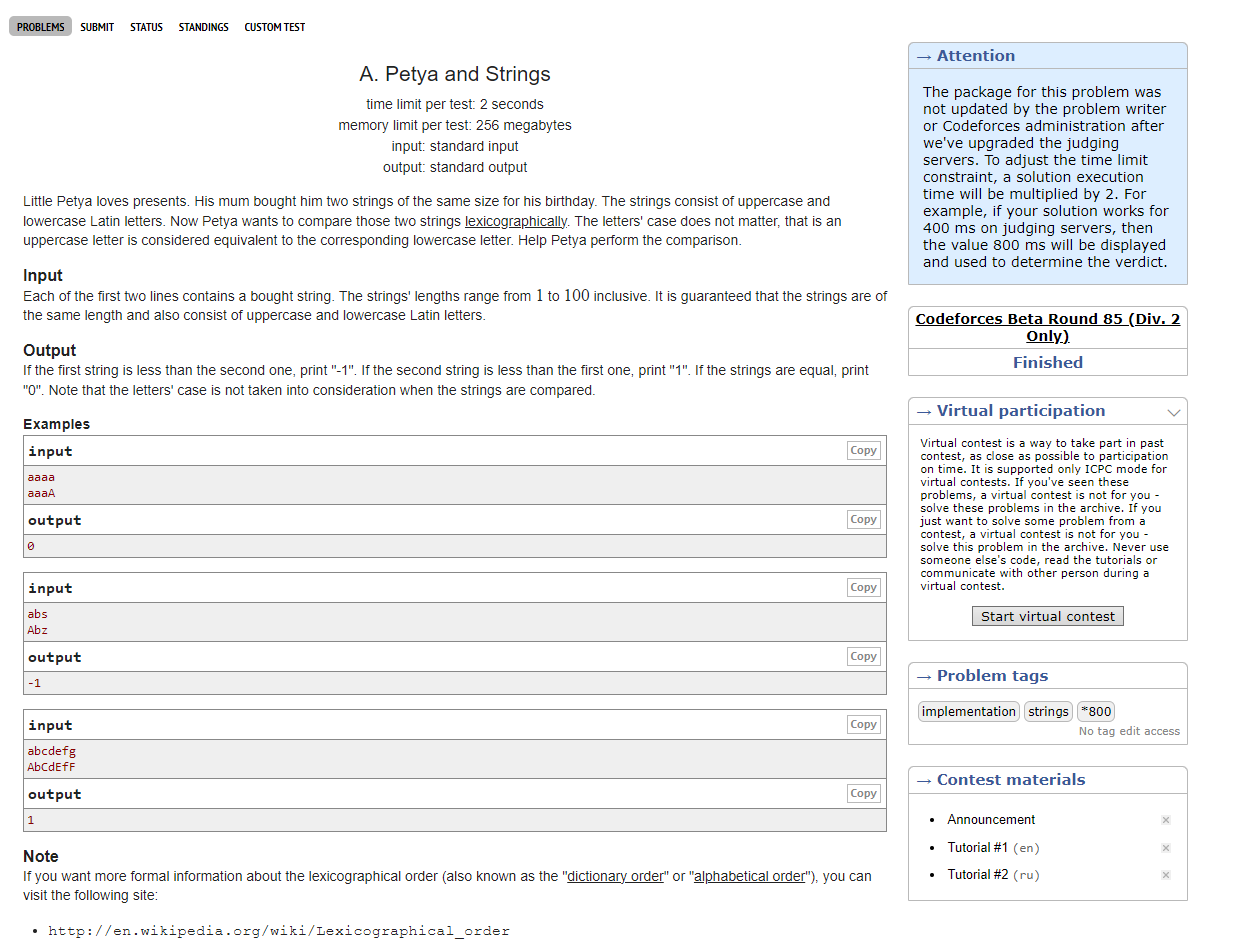 PROBLEMS SUBMIT STATUS STANDINGS CUSTOM TEST
A. Petya and Strings
time limit per test: 2 seconds
memory limit per test: 256 megabytes
input: standard input
output: standard output
Little Petya loves presents. His mum bought him two strings of the same size for his birthday. The strings consist of uppercase and
lowercase Latin letters. Now Petya wants to compare those two strings lexicographically. The letters' case does not matter, that is an
uppercase letter is considered equivalent to the corresponding lowercase letter. Help Petya perform the comparison.
Input
Each of the first two lines contains a bought string. The strings' lengths range from 1 to 100 inclusive. It is guaranteed that the strings are of
the same length and also consist of uppercase and lowercase Latin letters.
Output
If the first string is less than the second one, print "-1". If the second string is less than the first one, print "1". If the strings are equal, print
"0". Note that the letters' case is not taken into consideration when the strings are compared.
Examples
input Copy
aaaa
aaaA
output Copy
0
input Copy
abs
Abz
output Copy
-1
input Copy
abcdefg
AbCdEfF
output Copy
1
Note
If you want more formal information about the lexicographical order (also known as the "dictionary order" or "alphabetical order"), you can
visit the following site:
• http://en.wikipedia.org/wiki/Lexicographical_order
→ Attention
The package for this problem was
not updated by the problem writer
or Codeforces administration after
we've upgraded the judging
servers. To adjust the time limit
constraint, a solution execution
time will be multiplied by 2. For
example, if your solution works for
400 ms on judging servers, then
the value 800 ms will be displayed
and used to determine the verdict.
Codeforces Beta Round 85 (Div. 2
Only)
Finished
→ Virtual participation
Virtual contest is a way to take part in past
contest, as close as possible to participation
on time. It is supported only ICPC mode for
virtual contests. If you've seen these
problems, a virtual contest is not for you -
solve these problems in the archive. If you
just want to solve some problem from a
contest, a virtual contest is not for you -
solve this problem in the archive. Never use
someone else's code, read the tutorials or
communicate with other person during a
virtual contest.
Start virtual contest
→ Problem tags
implementation strings *800
No tag edit access
→ Contest materials
• Announcement
• Tutorial #1 (en)
• Tutorial #2 (ru)